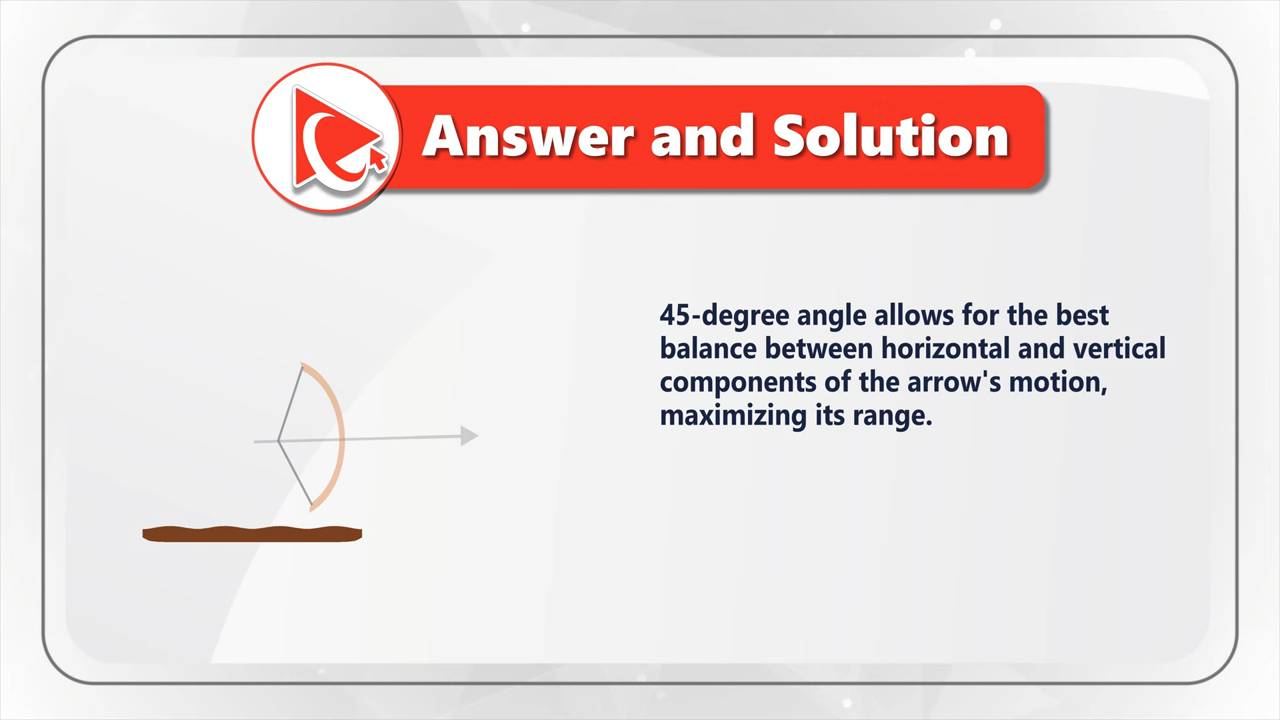 Answer and Solution
45-degree angle allows for the best
balance between horizontal and vertical
components of the arrow's motion,
maximizing its range.